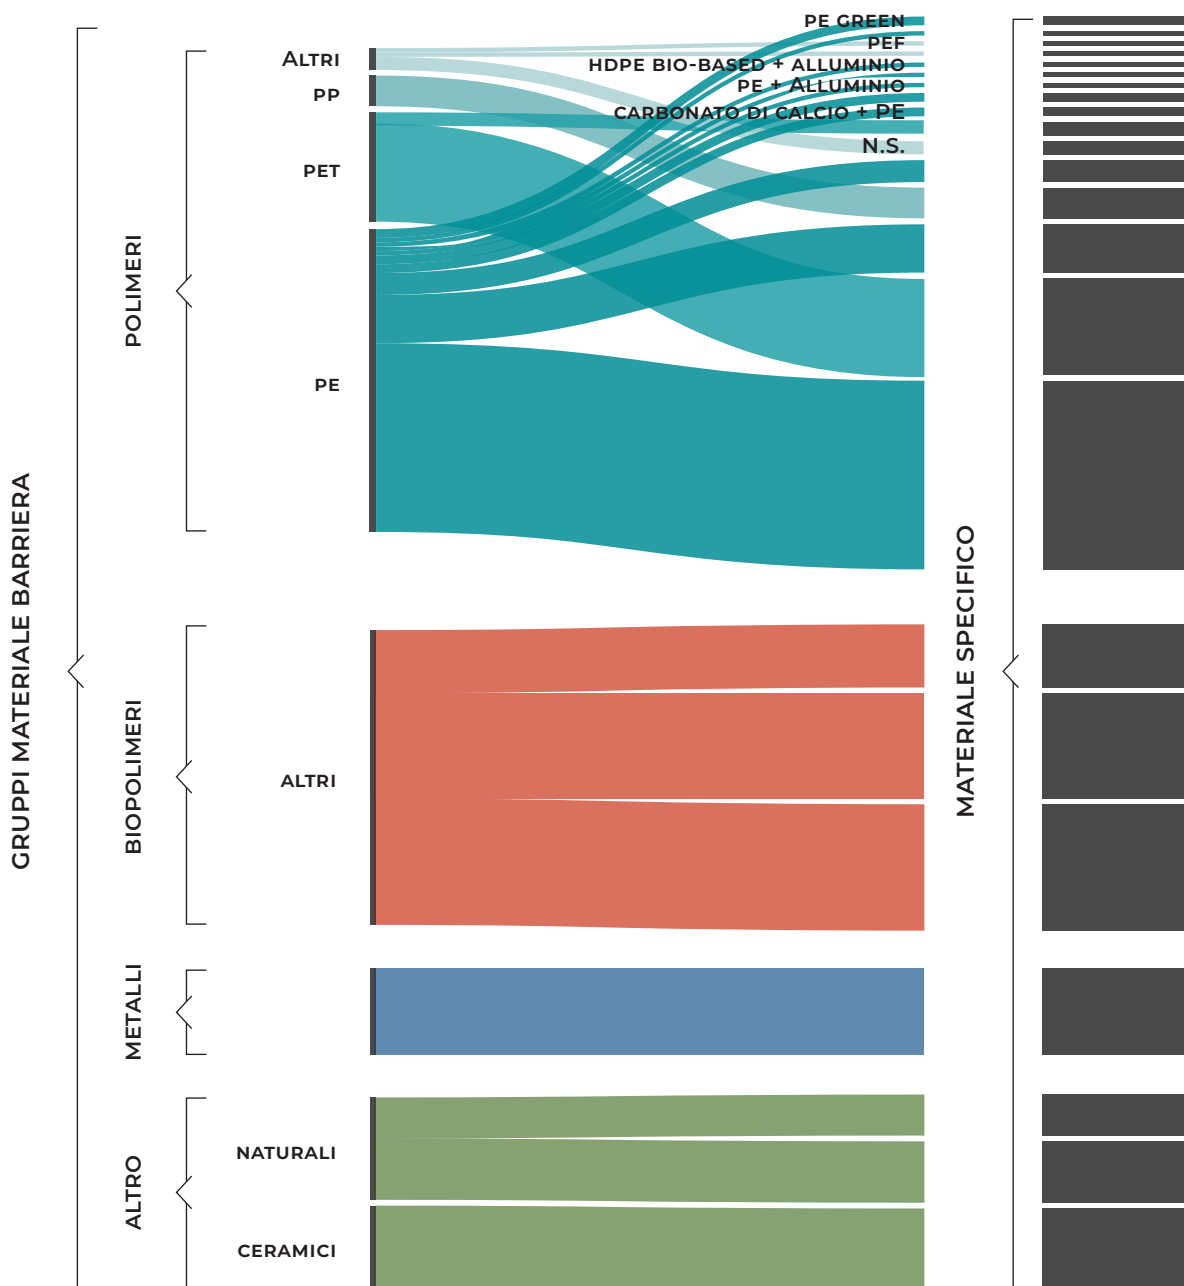 GRUPPI MATERIALE BARRIERA
POLIMERI
ALTRI
PP
PET
PE
PE GREEN
PEF
HDPE BIO-BASED + ALLUMINIO
PE + ALLUMINIO
CARBONATO DI CALCIO + PE
N.S.
MATERIALE SPECIFICO
BIOPOLIMERI
ALTRI
METALLI
ALTRO
NATURALI
CERAMICI